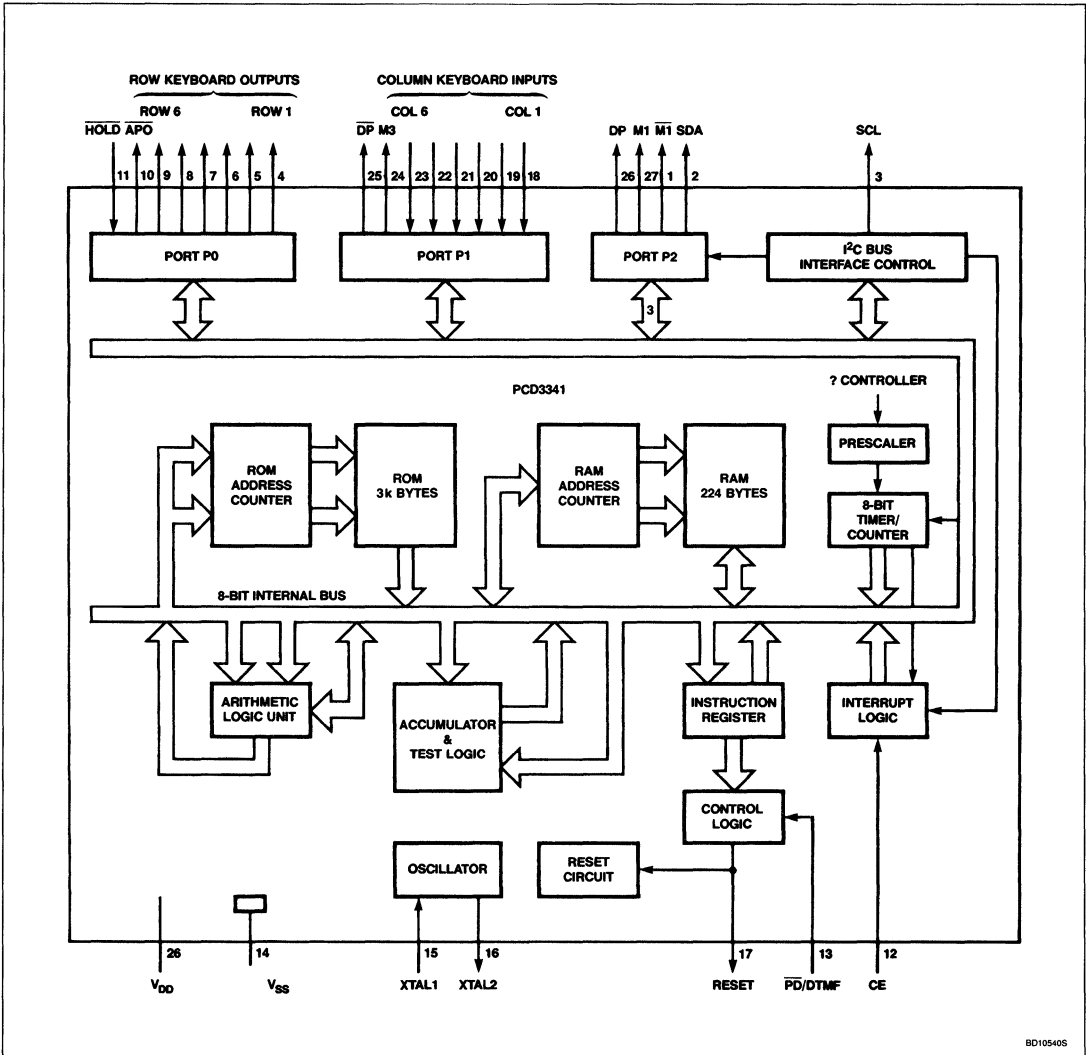 ROW KEYBOARD OUTPUTS
COLUMN KEYBOARD INPUTS
ROW 6 ROW 1
COL 6 COL 1
HOLD APO
DP M3
DP M1 M1 SDA
SCL
11 10 9 8 7 6 5 4
25 24 23 22 21 20 19 18
26 27 1 2
3
PORT P0
PORT P1
PORT P2
I²C BUS
INTERFACE CONTROL
3
PCD3341
? CONTROLLER
PRESCALER
ROM
ADDRESS
COUNTER
ROM
3k BYTES
RAM
ADDRESS
COUNTER
RAM
224 BYTES
8-BIT
TIMER/
COUNTER
8-BIT INTERNAL BUS
ARITHMETIC
LOGIC UNIT
ACCUMULATOR
&
TEST LOGIC
INSTRUCTION
REGISTER
INTERRUPT
LOGIC
CONTROL
LOGIC
OSCILLATOR
RESET
CIRCUIT
26 14 15 16 17 13 12
V_DD V_SS XTAL1 XTAL2 RESET PD/DTMF CE
BD10540S